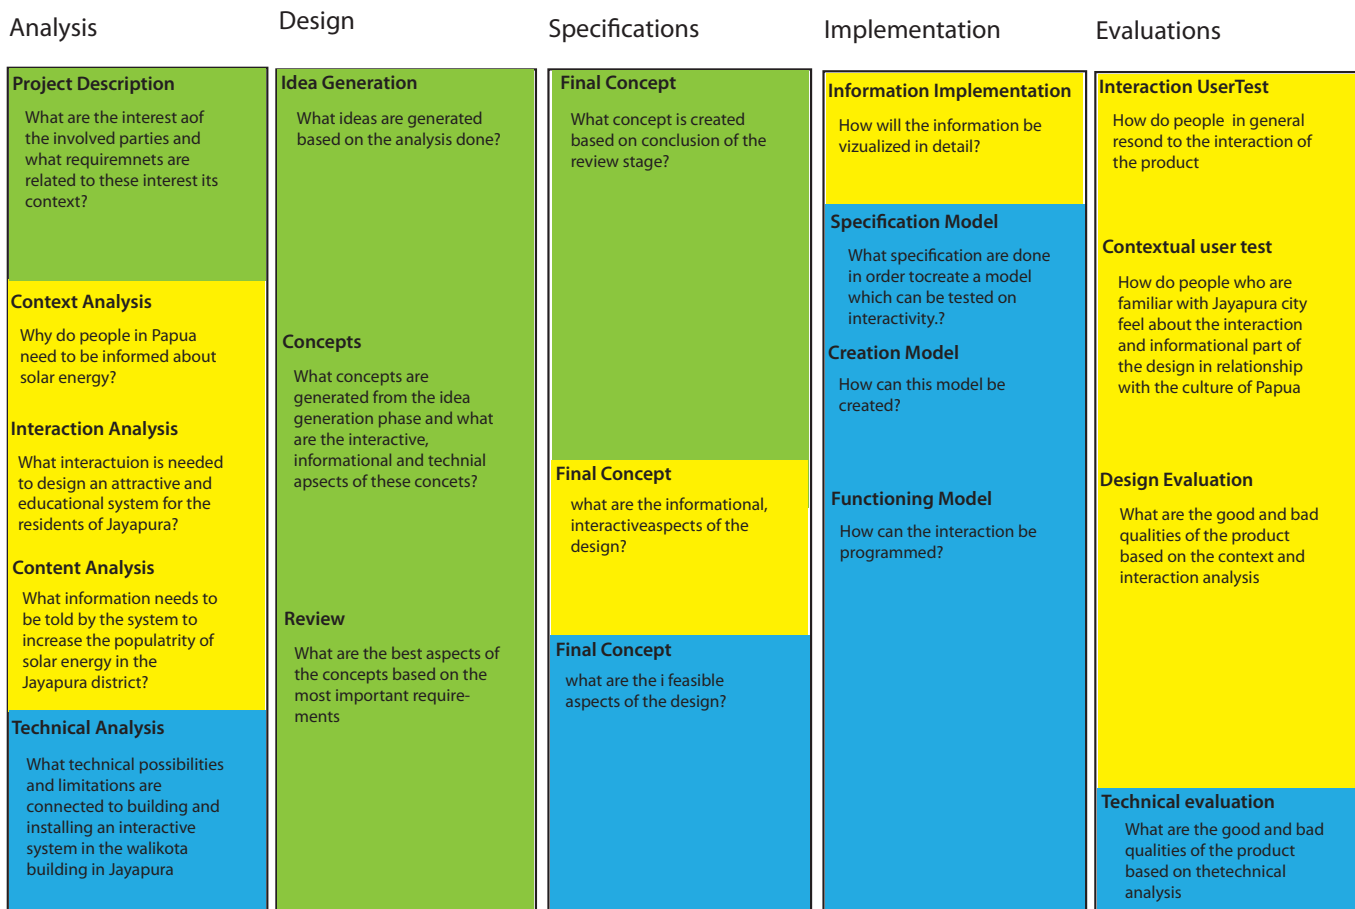 Analysis
Project Description
What are the interest aof
the involved parties and
what requiremnets are
related to these interest its
context?
Context Analysis
Why do people in Papua
need to be informed about
solar energy?
Interaction Analysis
What interactuion is needed
to design an attractive and
educational system for the
residents of Jayapura?
Content Analysis
What information needs to
be told by the system to
increase the populatrity of
solar energy in the
Jayapura district?
Technical Analysis
What technical possibilities
and limitations are
connected to building and
installing an interactive
system in the walikota
building in Jayapura
Design
Idea Generation
What ideas are generated
based on the analysis done?
Concepts
What concepts are
generated from the idea
generation phase and what
are the interactive,
informational and technial
apsects of these concets?
Review
What are the best aspects of
the concepts based on the
most important require-
ments
Specifications
Final Concept
What concept is created
based on conclusion of the
review stage?
Final Concept
what are the informational,
interactiveaspects of the
design?
Final Concept
what are the i feasible
aspects of the design?
Implementation
Information Implementation
How will the information be
vizualized in detail?
Specification Model
What specification are done
in order tocreate a model
which can be tested on
interactivity.?
Creation Model
How can this model be
created?
Functioning Model
How can the interaction be
programmed?
Evaluations
Interaction UserTest
How do people in general
resond to the interaction of
the product
Contextual user test
How do people who are
familiar with Jayapura city
feel about the interaction
and informational part of
the design in relationship
with the culture of Papua
Design Evaluation
What are the good and bad
qualities of the product
based on the context and
interaction analysis
Technical evaluation
What are the good and bad
qualities of the product
based on thetechnical
analysis